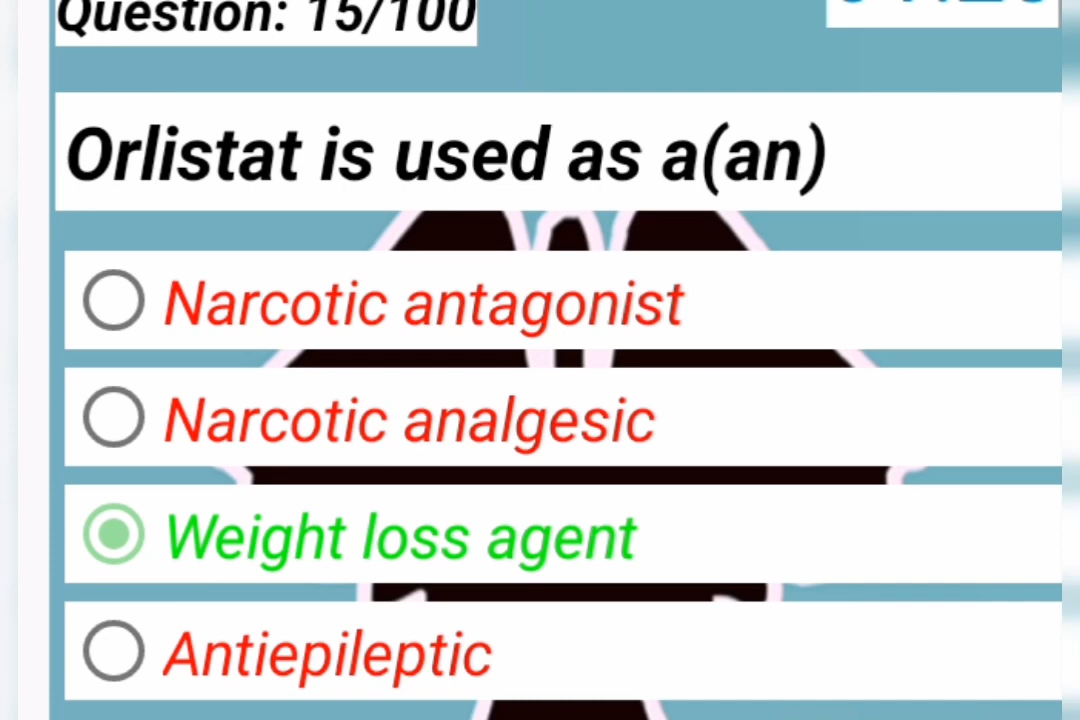 Question: 15/100
Orlistat is used as a(an)
Narcotic antagonist
Narcotic analgesic
Weight loss agent
Antiepileptic